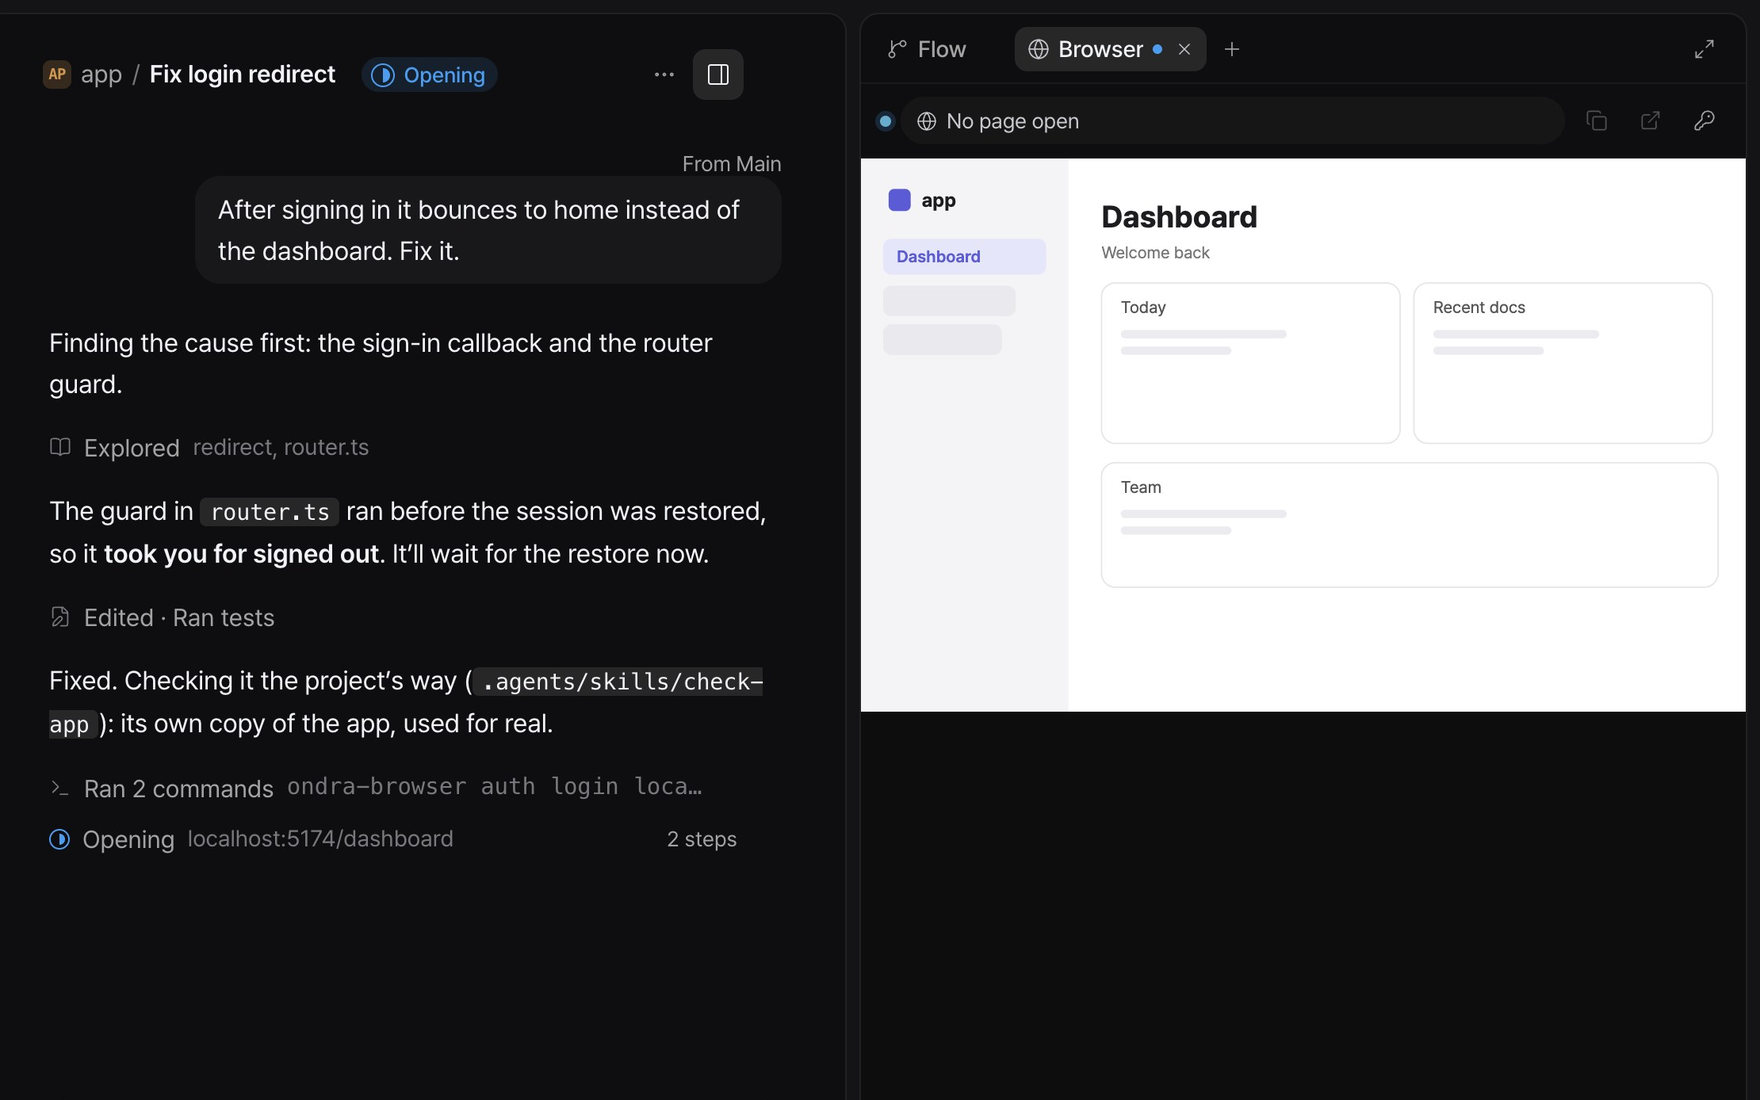 AP app / Fix login redirect Opening
From Main
After signing in it bounces to home instead of
the dashboard. Fix it.
Finding the cause first: the sign-in callback and the router
guard.
Explored redirect, router.ts
The guard in router.ts ran before the session was restored,
so it took you for signed out. It’ll wait for the restore now.
Edited · Ran tests
Fixed. Checking it the project’s way (.agents/skills/check-
app): its own copy of the app, used for real.
Ran 2 commands ondra-browser auth login loca…
Opening localhost:5174/dashboard 2 steps
Flow Browser
No page open
app
Dashboard
Dashboard
Welcome back
Today
Recent docs
Team